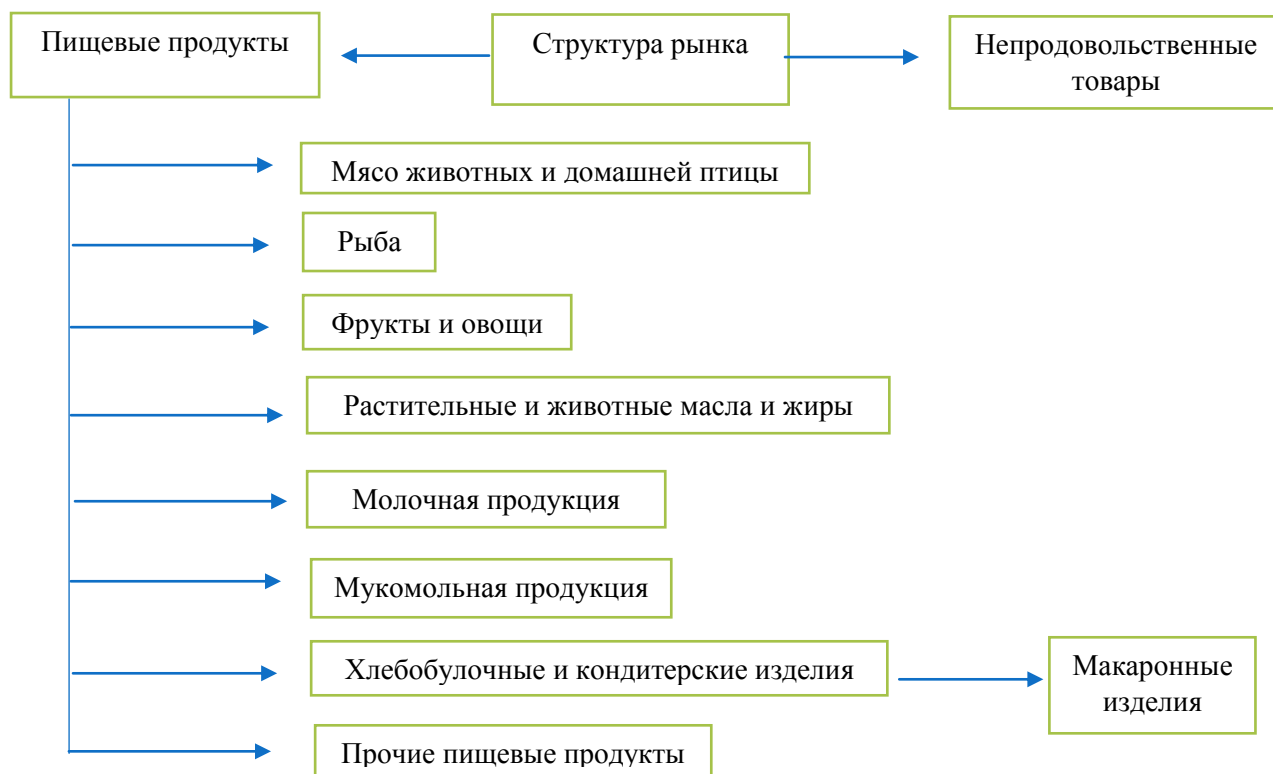 Пищевые продукты
Структура рынка
Непродовольственные
товары
Мясо животных и домашней птицы
Рыба
Фрукты и овощи
Растительные и животные масла и жиры
Молочная продукция
Мукомольная продукция
Хлебобулочные и кондитерские изделия
Макаронные
изделия
Прочие пищевые продукты